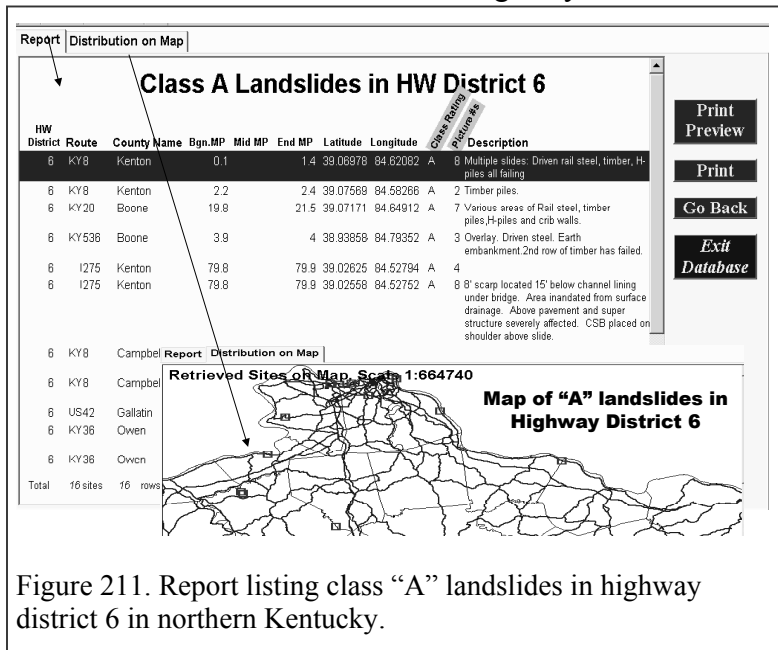 Report Distribution on Map
Class A Landslides in HW District 6
HW District Route County Name Bgn.MP Mid MP End MP Latitude Longitude Class Rating Picture #s Description
6 KY8 Kenton 0.1 1.4 39.06978 84.62082 A 8 Multiple slides: Driven rail steel, timber, H-
piles all failing
6 KY8 Kenton 2.2 2.4 39.07569 84.58266 A 2 Timber piles.
6 KY20 Boone 19.8 21.5 39.07171 84.64912 A 7 Various areas of Rail steel, timber
piles,H-piles and crib walls.
6 KY536 Boone 3.9 4 38.93858 84.79352 A 3 Overlay. Driven steel. Earth
embankment.2nd row of timber has failed.
6 I275 Kenton 79.8 79.9 39.02625 84.52794 A 4
6 I275 Kenton 79.8 79.9 39.02558 84.52752 A 8 8' scarp located 15' below channel lining
under bridge. Area inandated from surface
drainage. Above pavement and super
structure severely affected. CSB placed on
shoulder above slide.
6 KY8 Campbel
6 KY8 Campbel
6 US42 Gallatin
6 KY36 Owen
6 KY36 Owen
Total 16 sites 16 rows
Print
Preview
Print
Go Back
Exit
Database
Report Distribution on Map
Retrieved Sites on Map, Scale 1:664740
Map of “A” landslides in
Highway District 6
Figure 211. Report listing class “A” landslides in highway
district 6 in northern Kentucky.